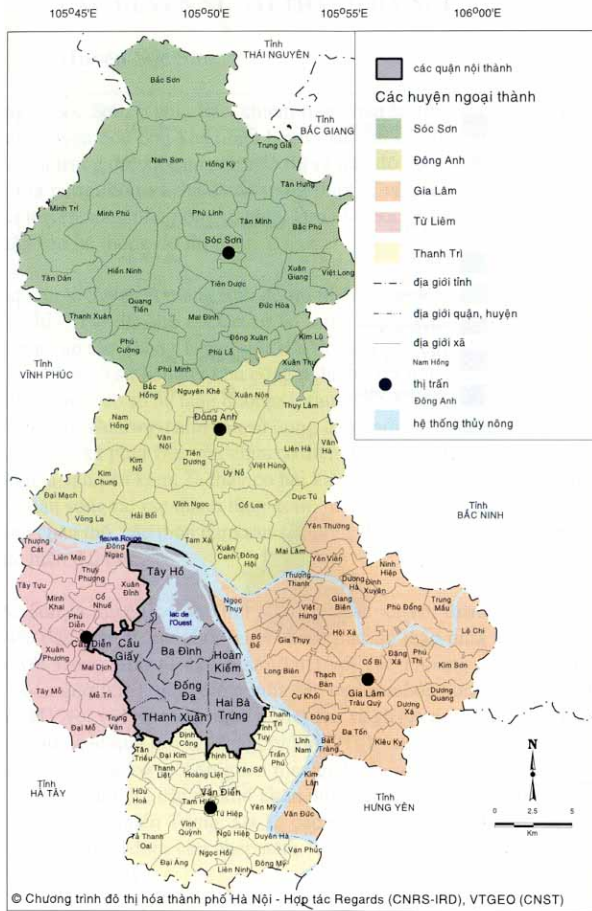 105°45'E
105°50'E
105°55'E
106°00'E
Tỉnh
THÁI NGUYÊN
Tỉnh
BẮC GIANG
Tỉnh
VĨNH PHÚC
Tỉnh
BẮC NINH
Tỉnh
HÀ TÂY
Tỉnh
HƯNG YÊN
các quận nội thành
Các huyện ngoại thành
Sóc Sơn
Đông Anh
Gia Lâm
Từ Liêm
Thanh Trì
địa giới tỉnh
địa giới quận, huyện
địa giới xã
Nam Hồng
thị trấn
Đông Anh
hệ thống thủy nông
Bắc Sơn
Nam Sơn
Hồng Kỳ
Trung Giã
Tân Hưng
Minh Trí
Minh Phú
Phù Linh
Tân Minh
Bắc Phú
Sóc Sơn
Tân Dân
Hiền Ninh
Tiên Dược
Xuân Giang
Việt Long
Quang Tiến
Đức Hòa
Thanh Xuân
Mai Đình
Phú Cường
Đông Xuân
Kim Lũ
Phù Lỗ
Phú Minh
Xuân Thu
Bắc Hồng
Nguyên Khê
Xuân Nộn
Thụy Lâm
Nam Hồng
Đông Anh
Vân Nội
Liên Hà
Vân Hà
Kim Nỗ
Tiên Dương
Uy Nỗ
Việt Hùng
Kim Chung
Dục Tú
Đại Mạch
Vĩnh Ngọc
Cổ Loa
Võng La
Hải Bối
Tàm Xá
Xuân Canh
Đông Hội
Mai Lâm
fleuve Rouge
Thượng Cát
Liên Mạc
Đông Ngạc
Tây Tựu
Thụy Phương
Xuân Đỉnh
Minh Khai
Cổ Nhuế
Phú Diễn
Cầu Diễn
Xuân Phương
Mai Dịch
Tây Mỗ
Mễ Trì
Đại Mỗ
Trung Văn
Tây Hồ
lac de l'Ouest
Cầu Giấy
Ba Đình
Hoàn Kiếm
Đống Đa
Hai Bà Trưng
THanh Xuân
Yên Thường
Yên Viên
Ninh Hiệp
Dương Hà
Đình Xuyên
Thượng Thanh
Ngọc Thụy
Giang Biên
Phù Đổng
Trung Mầu
Việt Hưng
Lệ Chi
Bồ Đề
Gia Thụy
Hội Xá
Đặng Xá
Phú Thị
Cổ Bi
Kim Sơn
Long Biên
Thạch Bàn
Gia Lâm
Trâu Quỳ
Cự Khối
Dương Xá
Dương Quang
Đông Dư
Đa Tốn
Kiêu Kỵ
Bát Tràng
Kim Lan
Văn Đức
Thanh Trì
Lĩnh Nam
Trần Phú
Định Công
Tân Triều
Đại Kim
Thanh Liệt
Hoàng Liệt
Yên Sở
Hữu Hoà
Tam Hiệp
Văn Điển
Tứ Hiệp
Yên Mỹ
Vĩnh Quỳnh
Ngũ Hiệp
Duyên Hà
Vạn Phúc
Tả Thanh Oai
Ngọc Hồi
Đông Mỹ
Đại Áng
Liên Ninh
N
0
2.5
5
Km
© Chương trình đô thị hóa thành phố Hà Nội - Hợp tác Regards (CNRS-IRD), VTGEO (CNST)